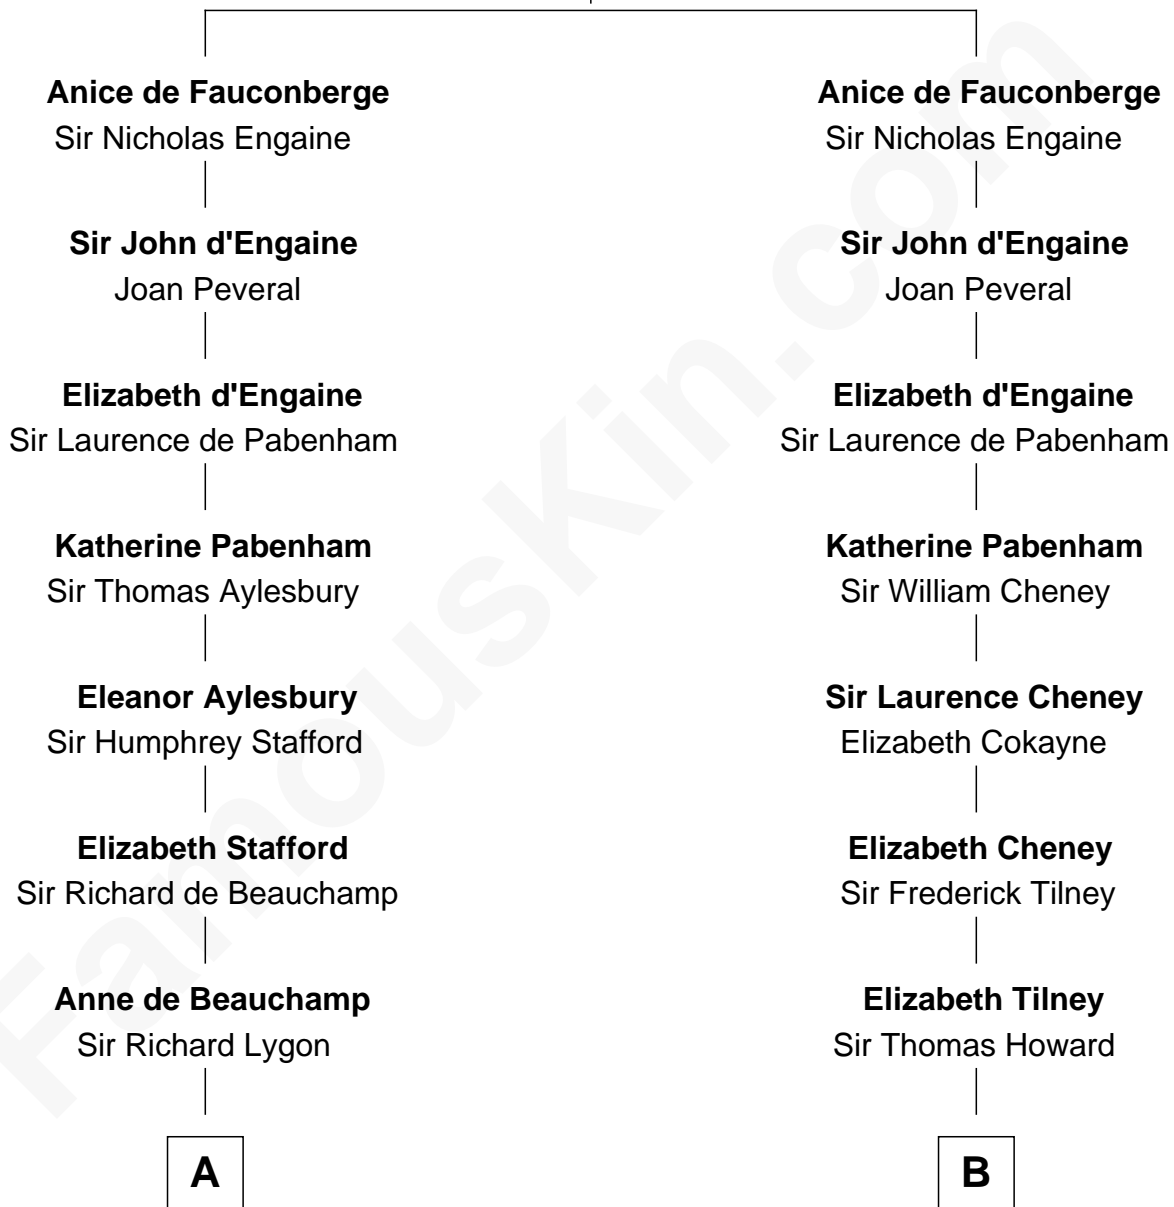 Anice de Fauconberge
Sir Nicholas Engaine
Sir John d'Engaine
Joan Peveral
Elizabeth d'Engaine
Sir Laurence de Pabenham
Katherine Pabenham
Sir Thomas Aylesbury
Eleanor Aylesbury
Sir Humphrey Stafford
Elizabeth Stafford
Sir Richard de Beauchamp
Anne de Beauchamp
Sir Richard Lygon
A
Anice de Fauconberge
Sir Nicholas Engaine
Sir John d'Engaine
Joan Peveral
Elizabeth d'Engaine
Sir Laurence de Pabenham
Katherine Pabenham
Sir William Cheney
Sir Laurence Cheney
Elizabeth Cokayne
Elizabeth Cheney
Sir Frederick Tilney
Elizabeth Tilney
Sir Thomas Howard
B
FamousKin.com